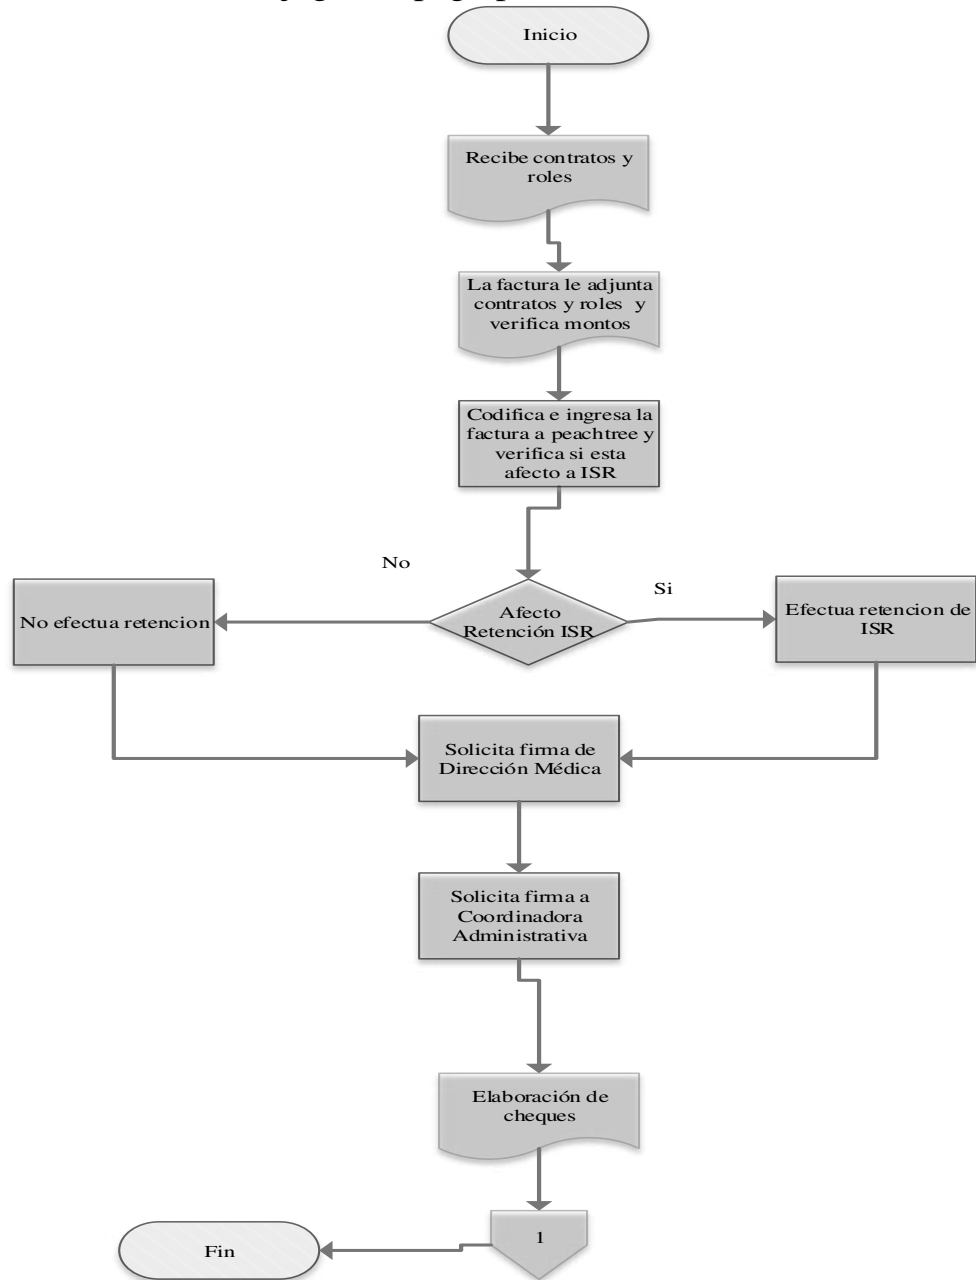 Inicio
Recibe contratos y
roles
La factura le adjunta
contratos y roles y
verifica montos
Codifica e ingresa la
factura a peachtree y
verifica si esta
afecto a ISR
No
Si
No efectua retencion
Afecto
Retención ISR
Efectua retencion de
ISR
Solicita firma de
Dirección Médica
Solicita firma a
Coordinadora
Administrativa
Elaboración de
cheques
1
Fin